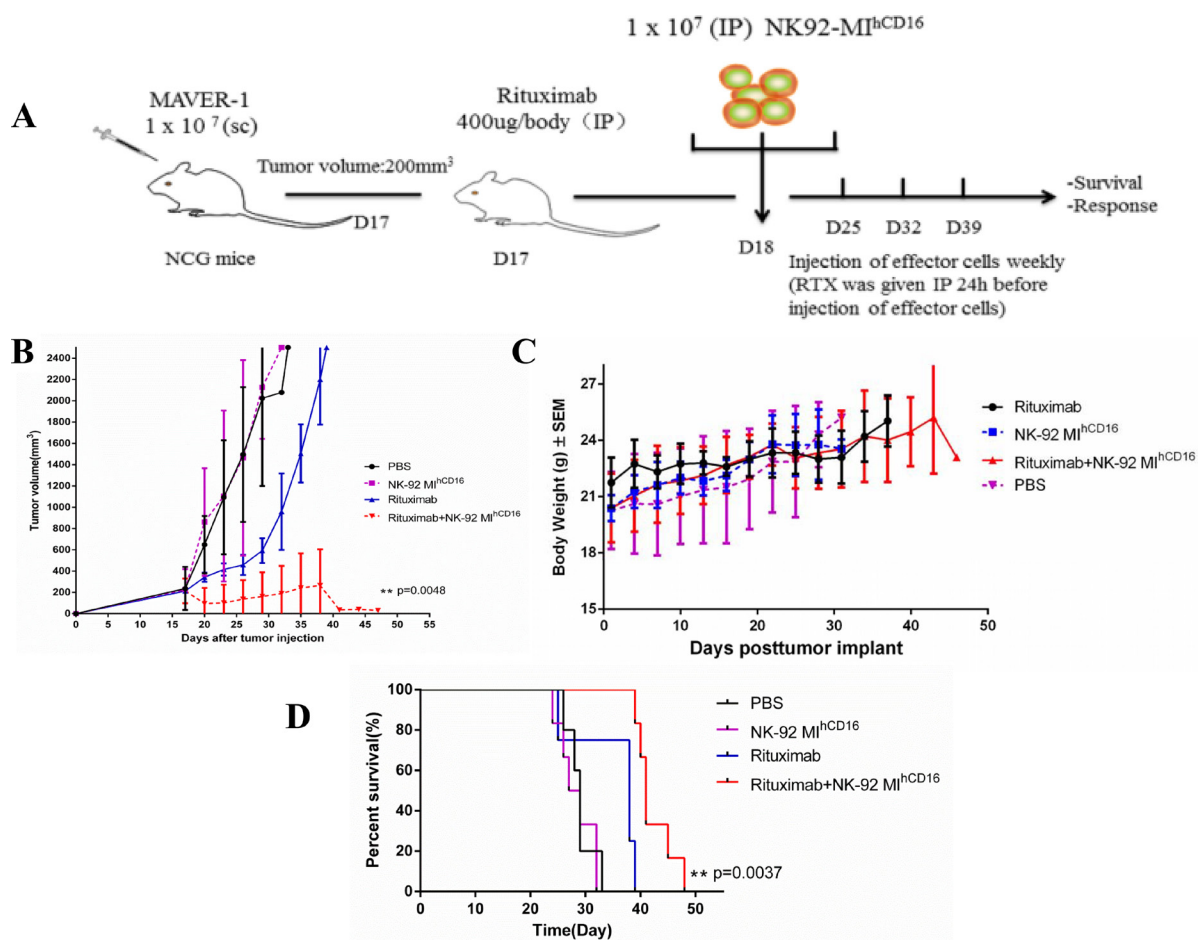 A
1 x 10⁷ (IP) NK92-MIʰCD16
MAVER-1
1 x 10 ⁷ (sc)
Rituximab
400ug/body（IP）
Tumor volume:200mm³
D17
NCG mice
D17
D18
D25
D32
D39
-Survival
-Response
Injection of effector cells weekly
(RTX was given IP 24h before
injection of effector cells)
B
Tumor volume(mm³)
2400
2200
2000
1800
1600
1400
1200
1000
800
600
400
200
0
0 5 10 15 20 25 30 35 40 45 50 55
Days after tumor injection
PBS
NK-92 MIhCD16
Rituximab
Rituximab+NK-92 MIhCD16
** p=0.0048
C
Body Weight (g) ± SEM
27
24
21
18
15
0 10 20 30 40 50
Days posttumor implant
Rituximab
NK-92 MIhCD16
Rituximab+NK-92 MIhCD16
PBS
D
Percent survival(%)
100
80
60
40
20
0
0 10 20 30 40 50
Time(Day)
PBS
NK-92 MIhCD16
Rituximab
Rituximab+NK-92 MIhCD16
** p=0.0037